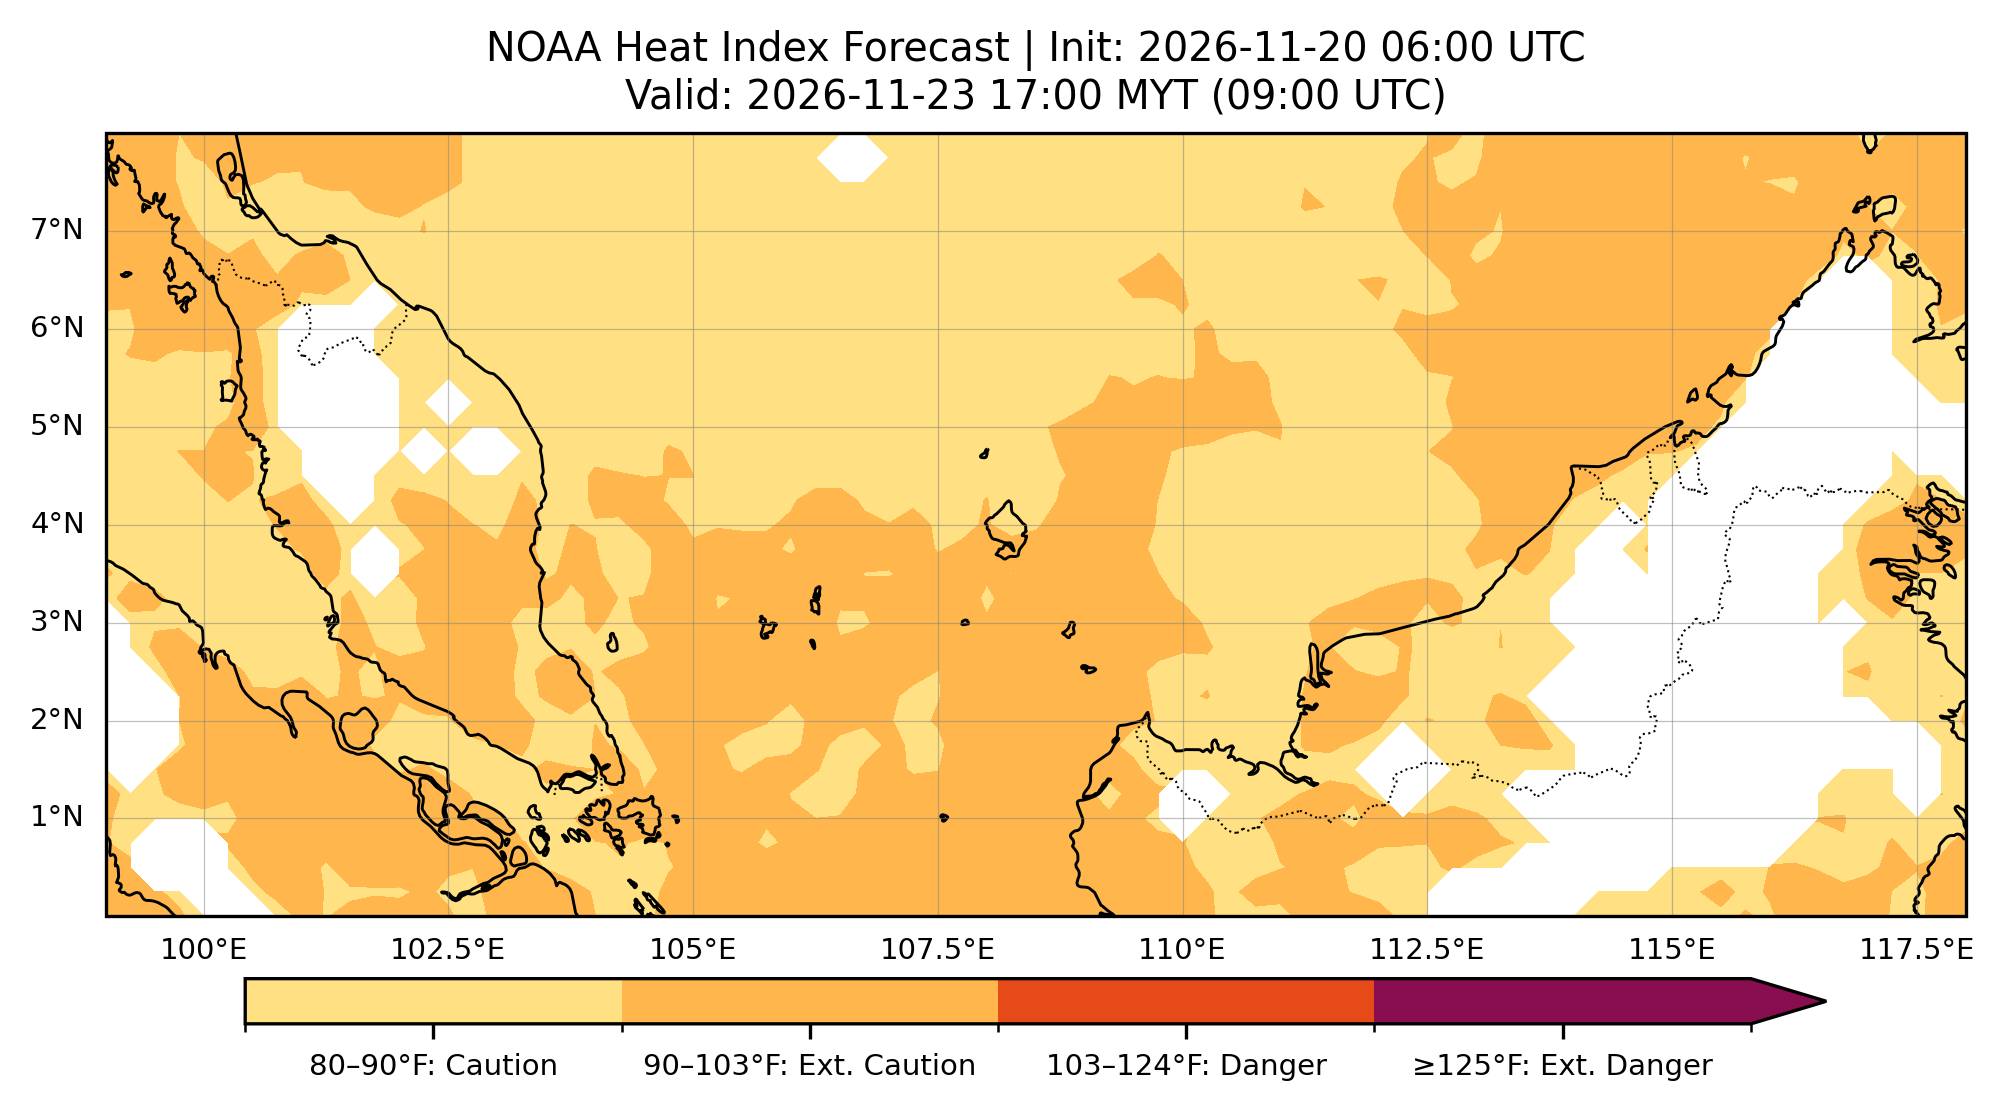 NOAA Heat Index Forecast | Init: 2026-11-20 06:00 UTC
Valid: 2026-11-23 17:00 MYT (09:00 UTC)
7°N
6°N
5°N
4°N
3°N
2°N
1°N
100°E 102.5°E 105°E 107.5°E 110°E 112.5°E 115°E 117.5°E
80–90°F: Caution 90–103°F: Ext. Caution 103–124°F: Danger ≥125°F: Ext. Danger